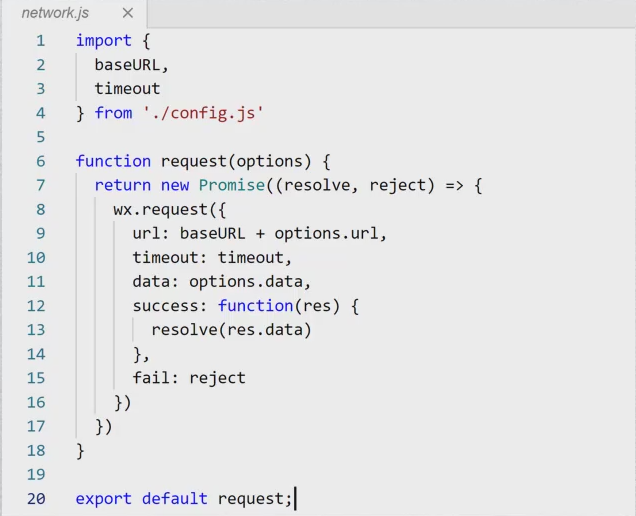 network.js ×
1 import {
2   baseURL,
3   timeout
4 } from './config.js'
5
6 function request(options) {
7   return new Promise((resolve, reject) => {
8     wx.request({
9       url: baseURL + options.url,
10       timeout: timeout,
11       data: options.data,
12       success: function(res) {
13         resolve(res.data)
14       },
15       fail: reject
16     })
17   })
18 }
19
20 export default request;